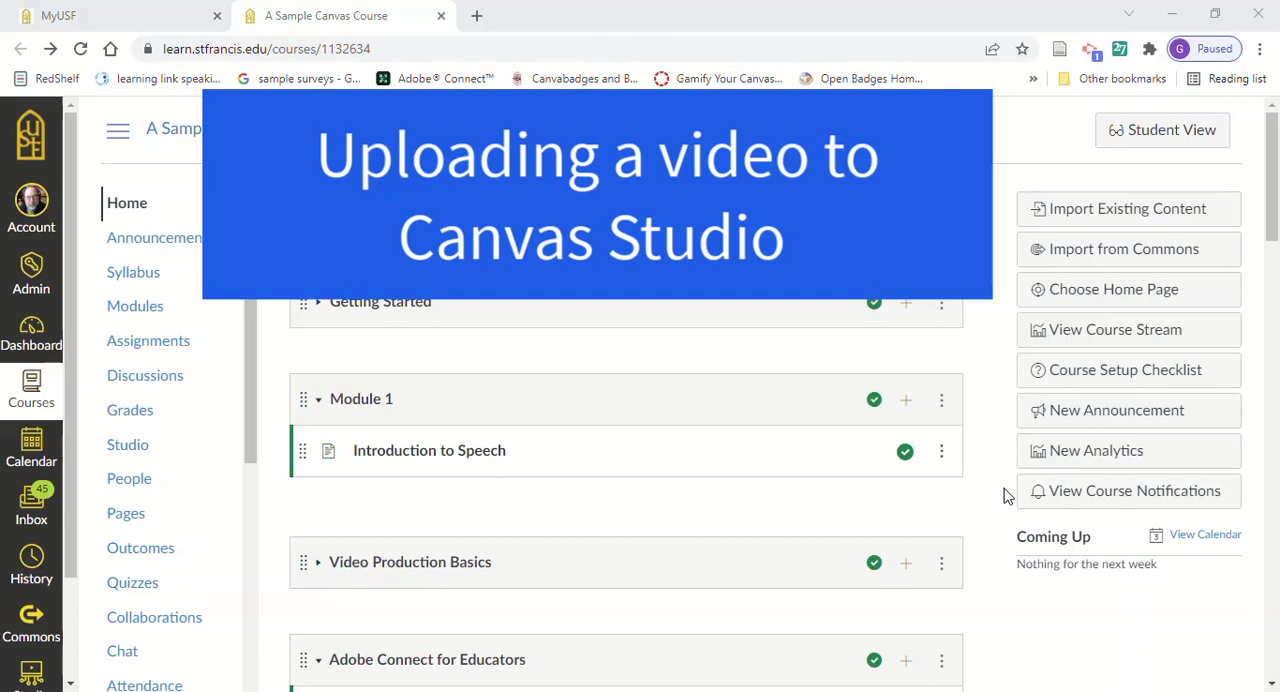 MyUSF
A Sample Canvas Course
learn.stfrancis.edu/courses/1132634
1
27
G
Paused
RedShelf
learning link speaki...
sample surveys - G...
Adobe® Connect™
Canvabadges and B...
Gamify Your Canvas...
Open Badges Hom...
»
Other bookmarks
Reading list
USF
A Samp
Student View
Uploading a video to
Canvas Studio
Account
Admin
Dashboard
Courses
Calendar
45
Inbox
History
Commons
Home
Announcemen
Syllabus
Modules
Assignments
Discussions
Grades
Studio
People
Pages
Outcomes
Quizzes
Collaborations
Chat
Attendance
Getting Started
Module 1
Introduction to Speech
Video Production Basics
Adobe Connect for Educators
Import Existing Content
Import from Commons
Choose Home Page
View Course Stream
Course Setup Checklist
New Announcement
New Analytics
View Course Notifications
Coming Up
3
View Calendar
Nothing for the next week